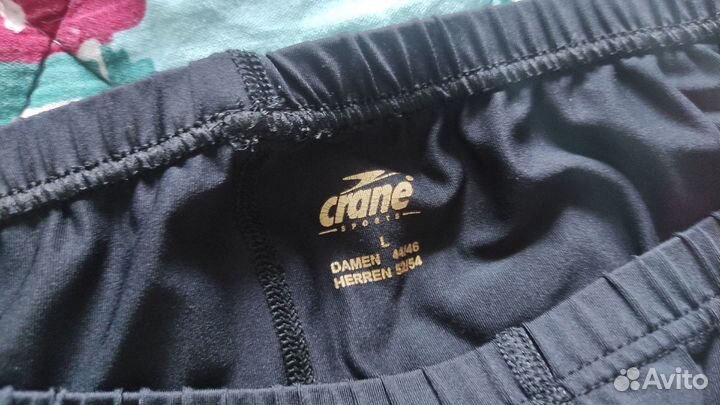 crane
SPORTS
L
DAMEN 44/46
HERREN 52/54
Avito